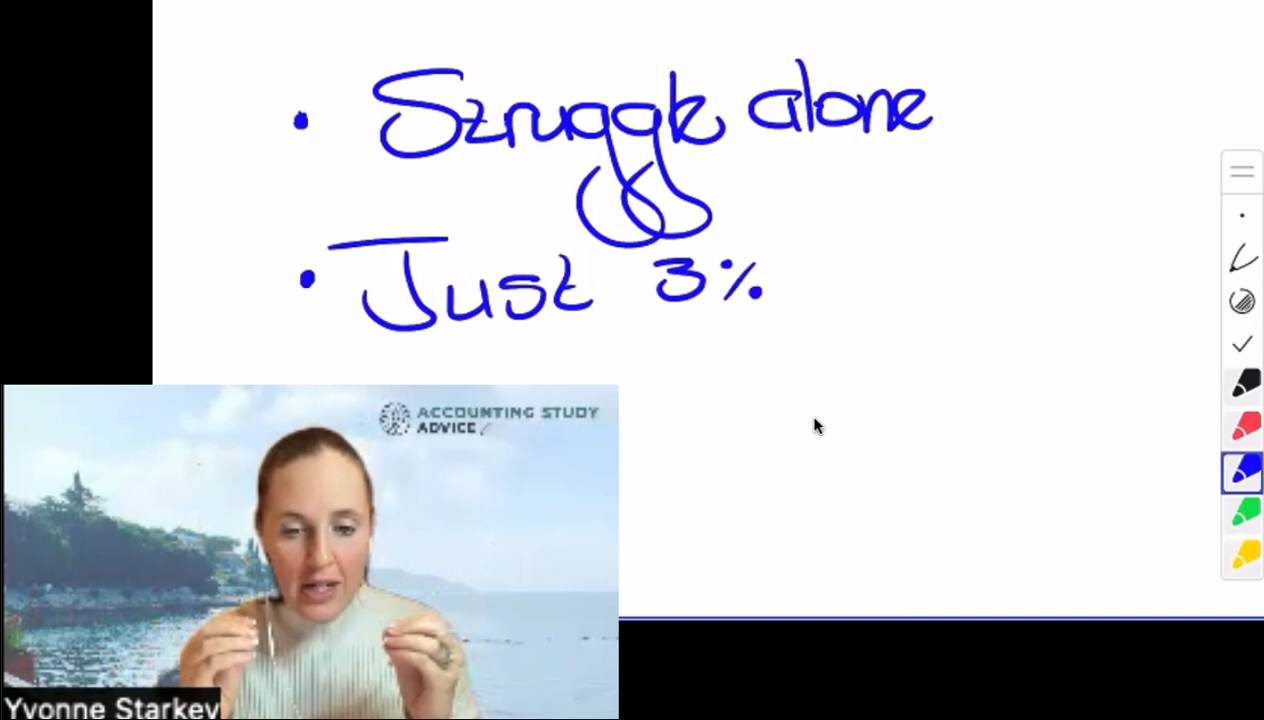 • Struggle alone
• Just 3%
ACCOUNTING STUDY
ADVICE
Yvonne Starkey